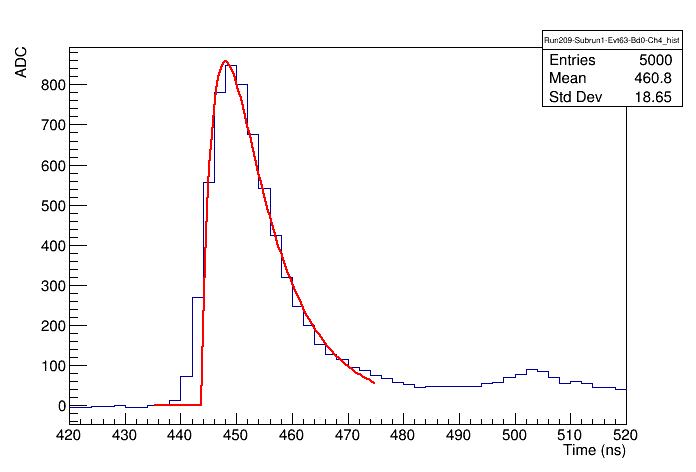 Run209-Subrun1-Evt63-Bd0-Ch4_hist
Entries 5000
Mean 460.8
Std Dev 18.65
ADC
800
700
600
500
400
300
200
100
0
420 430 440 450 460 470 480 490 500 510 520
Time (ns)